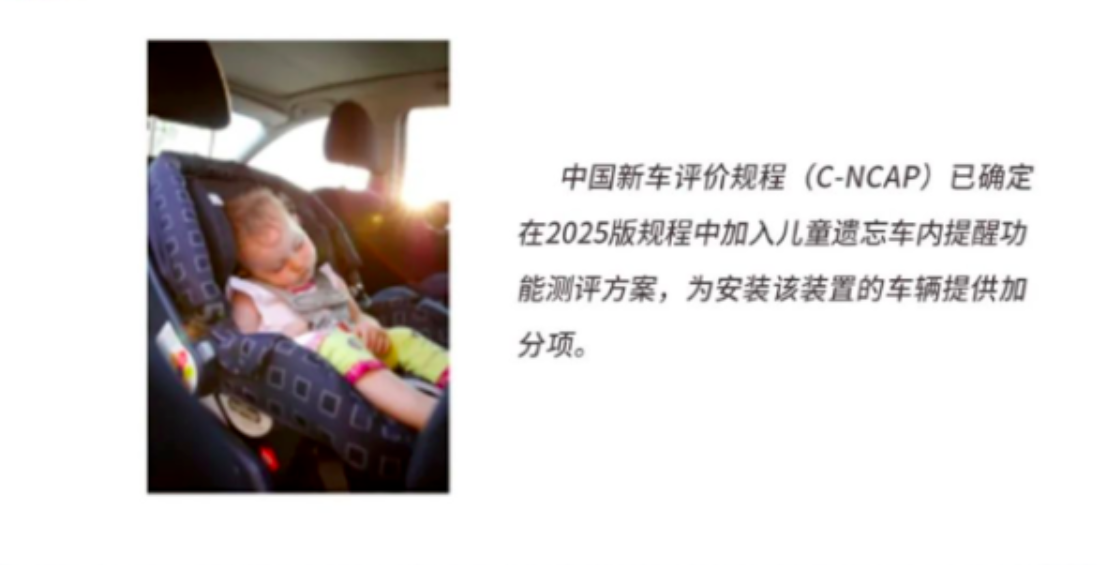 中国新车评价规程（C-NCAP）已确定
在2025版规程中加入儿童遗忘车内提醒功
能测评方案，为安装该装置的车辆提供加
分项。